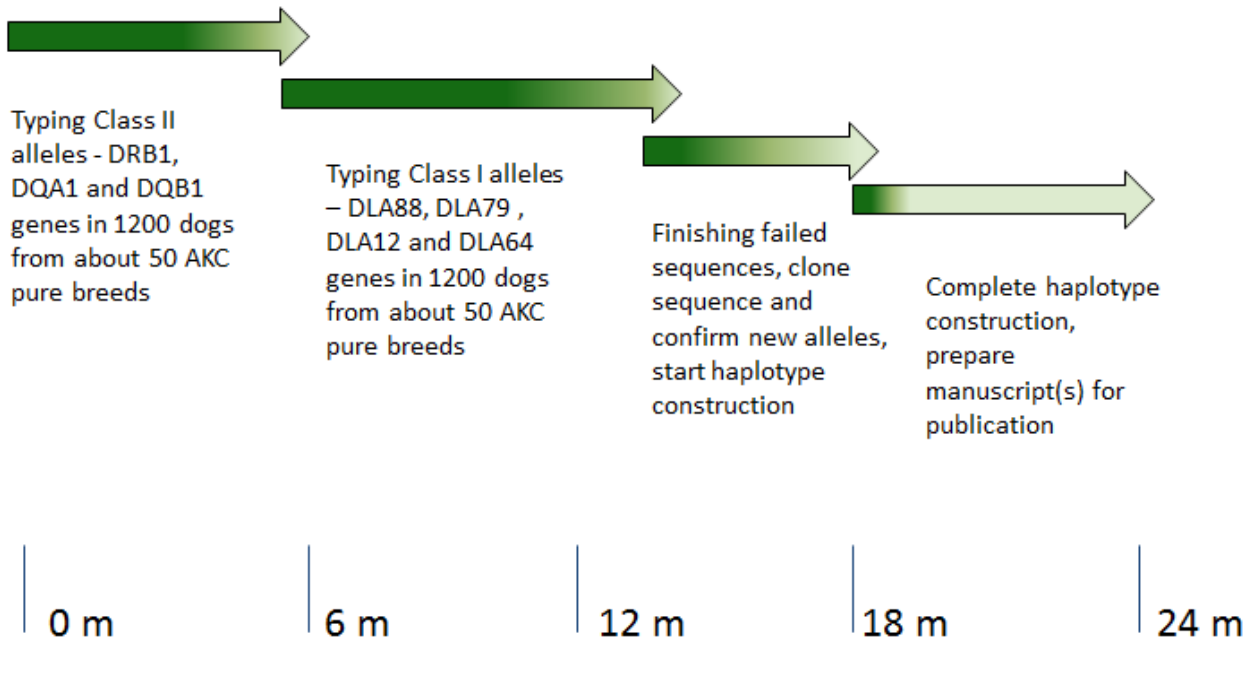 Typing Class II
alleles - DRB1,
DQA1 and DQB1
genes in 1200 dogs
from about 50 AKC
pure breeds
Typing Class I alleles
– DLA88, DLA79 ,
DLA12 and DLA64
genes in 1200 dogs
from about 50 AKC
pure breeds
Finishing failed
sequences, clone
sequence and
confirm new alleles,
start haplotype
construction
Complete haplotype
construction,
prepare
manuscript(s) for
publication
0 m
6 m
12 m
18 m
24 m